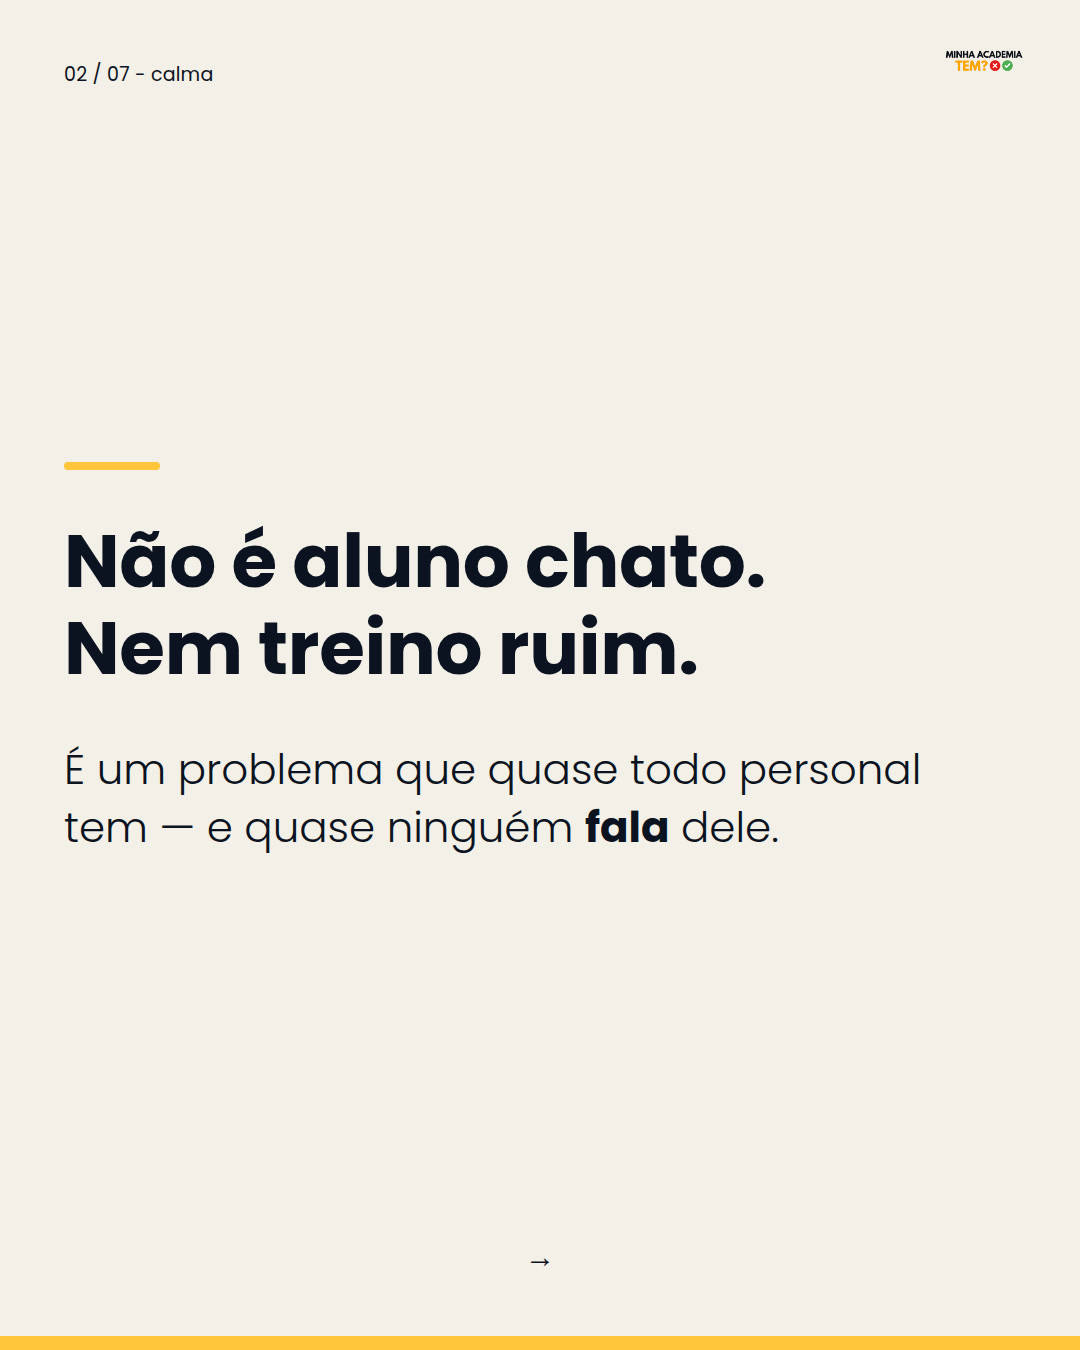 02 / 07 - calma
MINHA ACADEMIA
TEM?
Não é aluno chato.
Nem treino ruim.
É um problema que quase todo personal
tem — e quase ninguém fala dele.
→